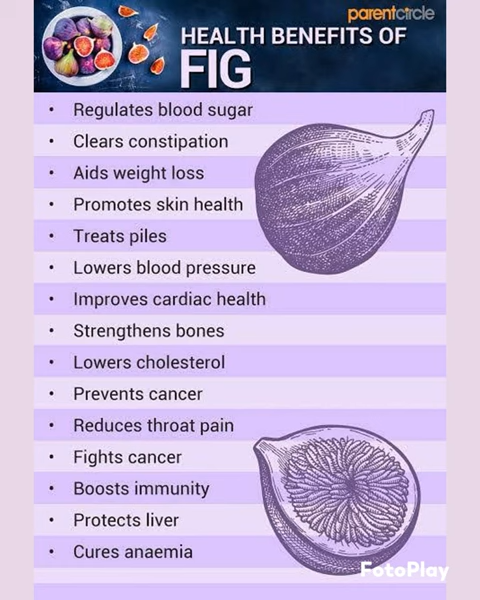 parentcircle
HEALTH BENEFITS OF
FIG
• Regulates blood sugar
• Clears constipation
• Aids weight loss
• Promotes skin health
• Treats piles
• Lowers blood pressure
• Improves cardiac health
• Strengthens bones
• Lowers cholesterol
• Prevents cancer
• Reduces throat pain
• Fights cancer
• Boosts immunity
• Protects liver
• Cures anaemia
FotoPlay